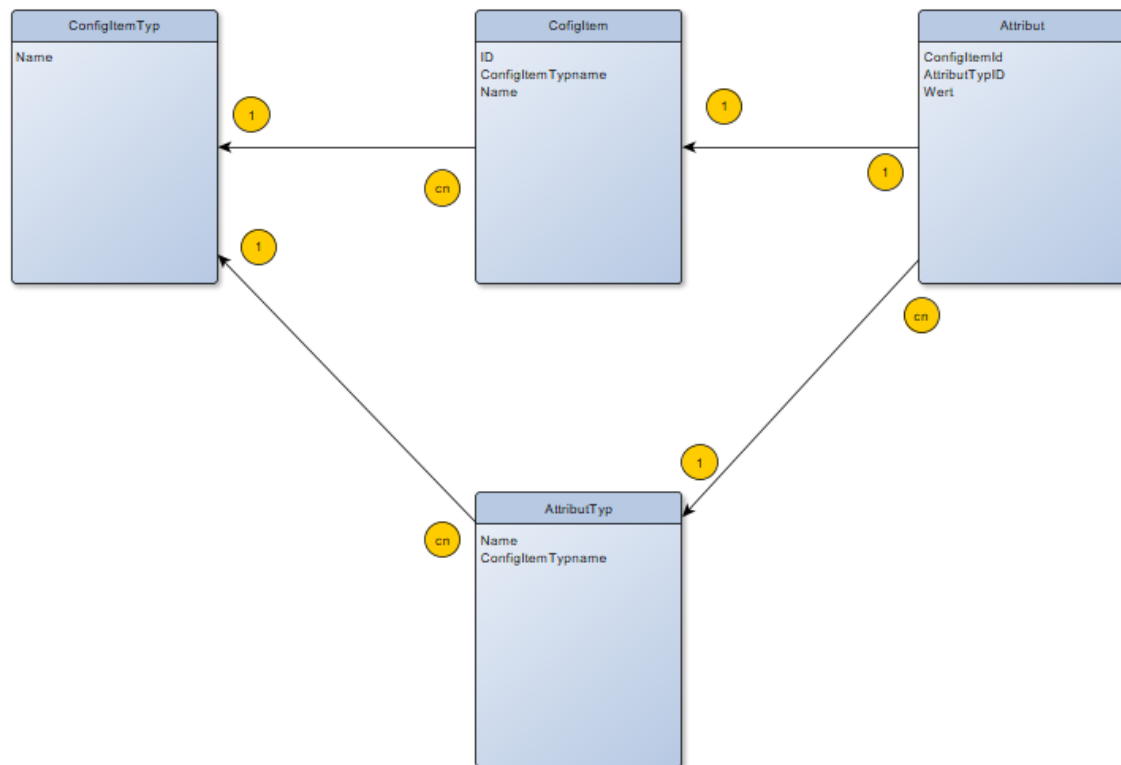 ConfigItemTyp
Name
CofigItem
ID
ConfigItemTypname
Name
Attribut
ConfigItemId
AttributTypID
Wert
1
cn
1
1
1
cn
1
cn
AttributTyp
Name
ConfigItemTypname